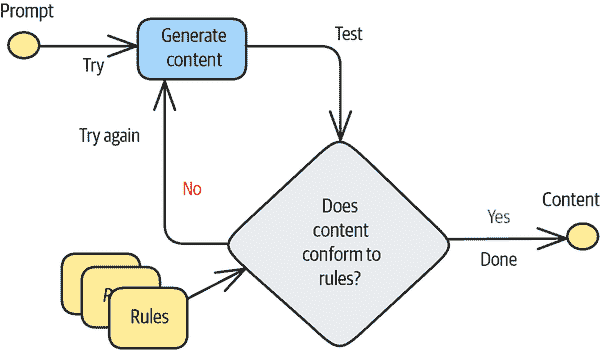 Prompt
Generate
content
Test
Try
Try again
No
Does
content
conform to
rules?
Content
Yes
Done
Rules